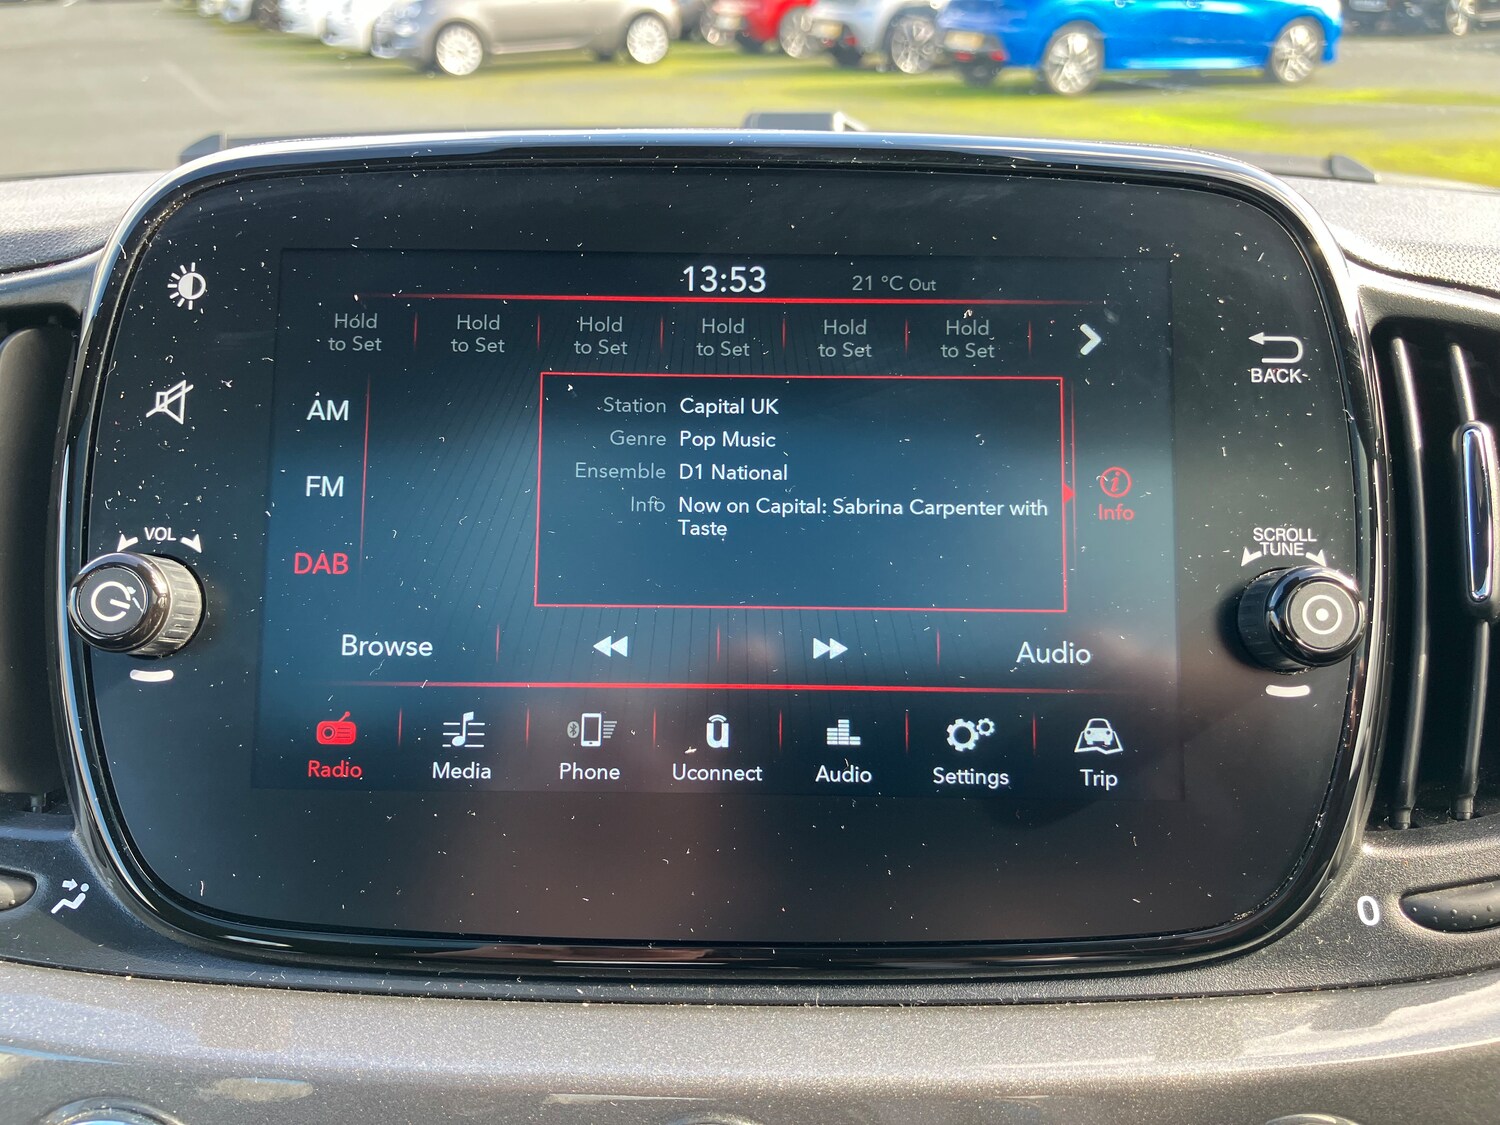 13:53 21 °C Out
Hold to Set
Hold to Set
Hold to Set
Hold to Set
Hold to Set
Hold to Set
BACK
AM
FM
DAB
Station Capital UK
Genre Pop Music
Ensemble D1 National
Info Now on Capital: Sabrina Carpenter with
Taste
Info
VOL
SCROLL
TUNE
Browse
Audio
Radio
Media
Phone
Uconnect
Audio
Settings
Trip
0